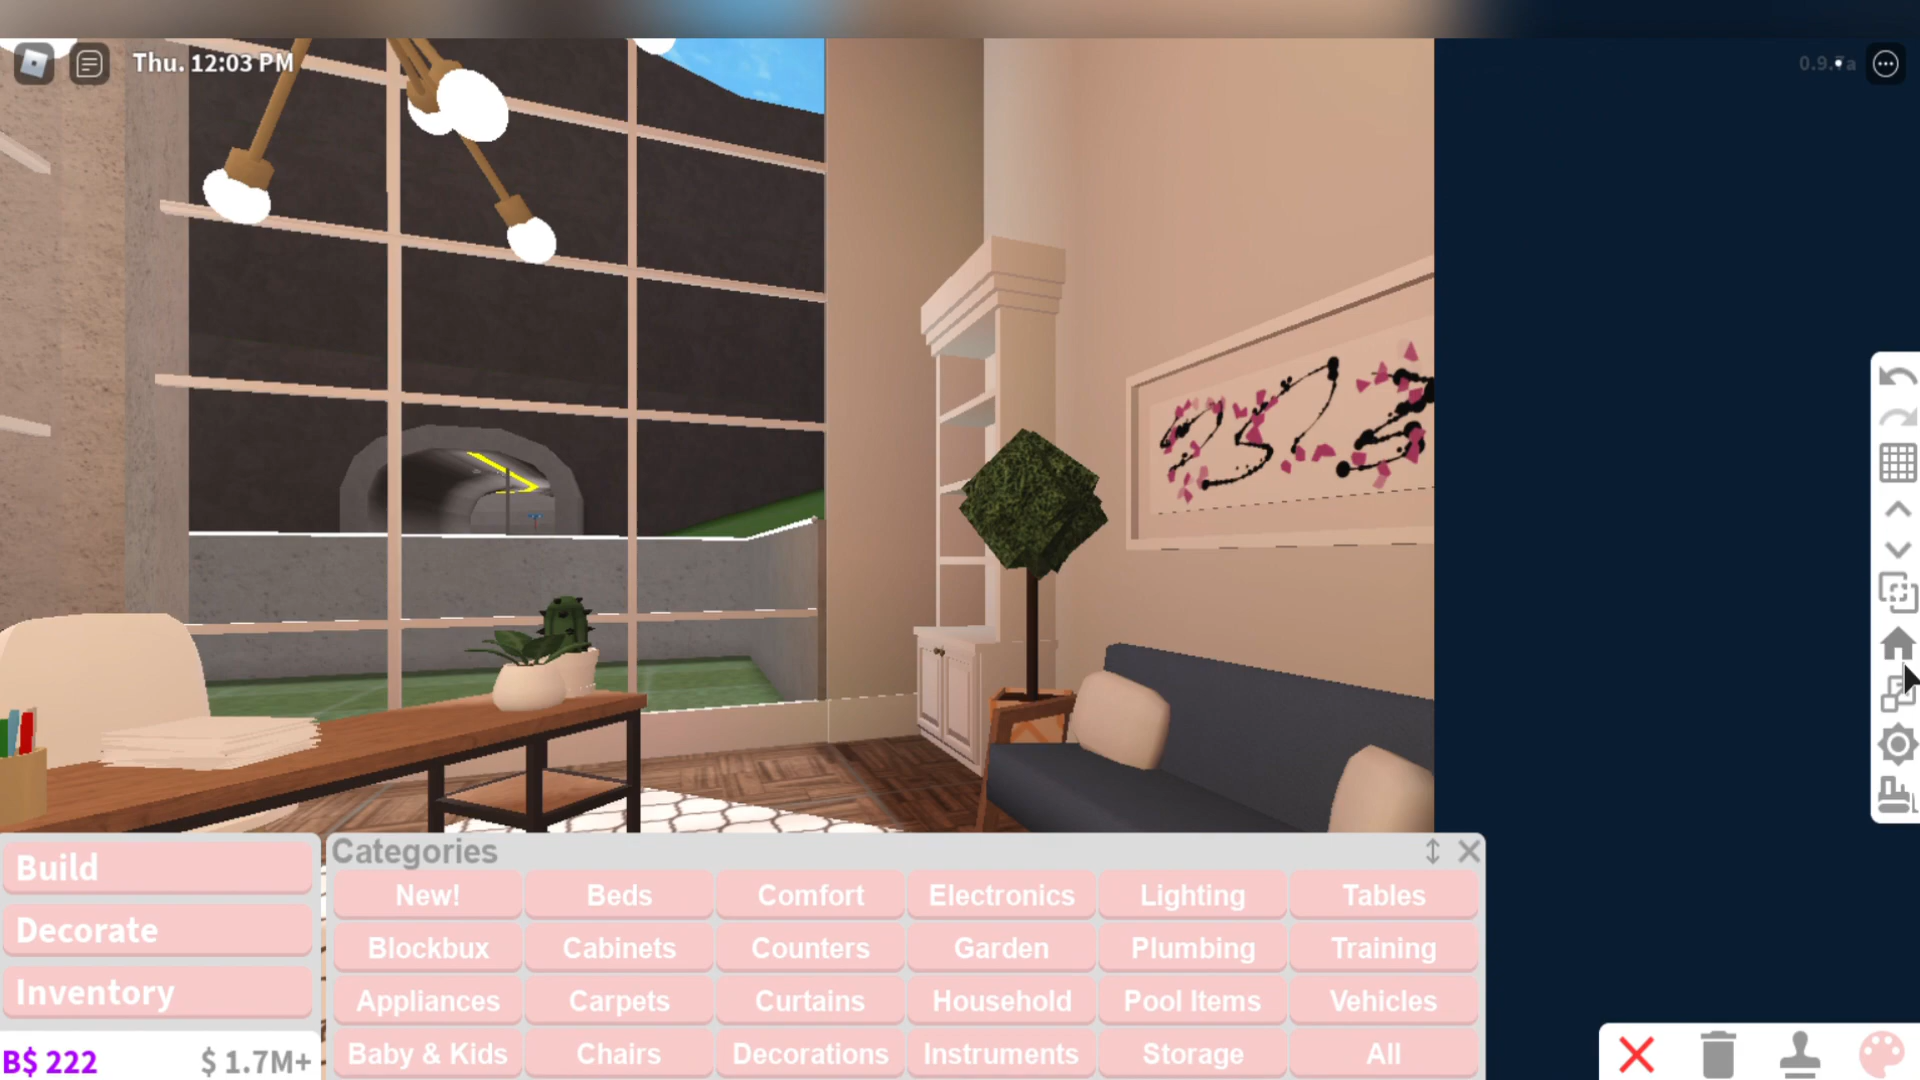 Thu. 12:03 PM
Build
Decorate
Inventory
B$ 222
$ 1.7M+
Categories
New!
Beds
Comfort
Electronics
Lighting
Tables
Blockbux
Cabinets
Counters
Garden
Plumbing
Training
Appliances
Carpets
Curtains
Household
Pool Items
Vehicles
Baby & Kids
Chairs
Decorations
Instruments
Storage
All